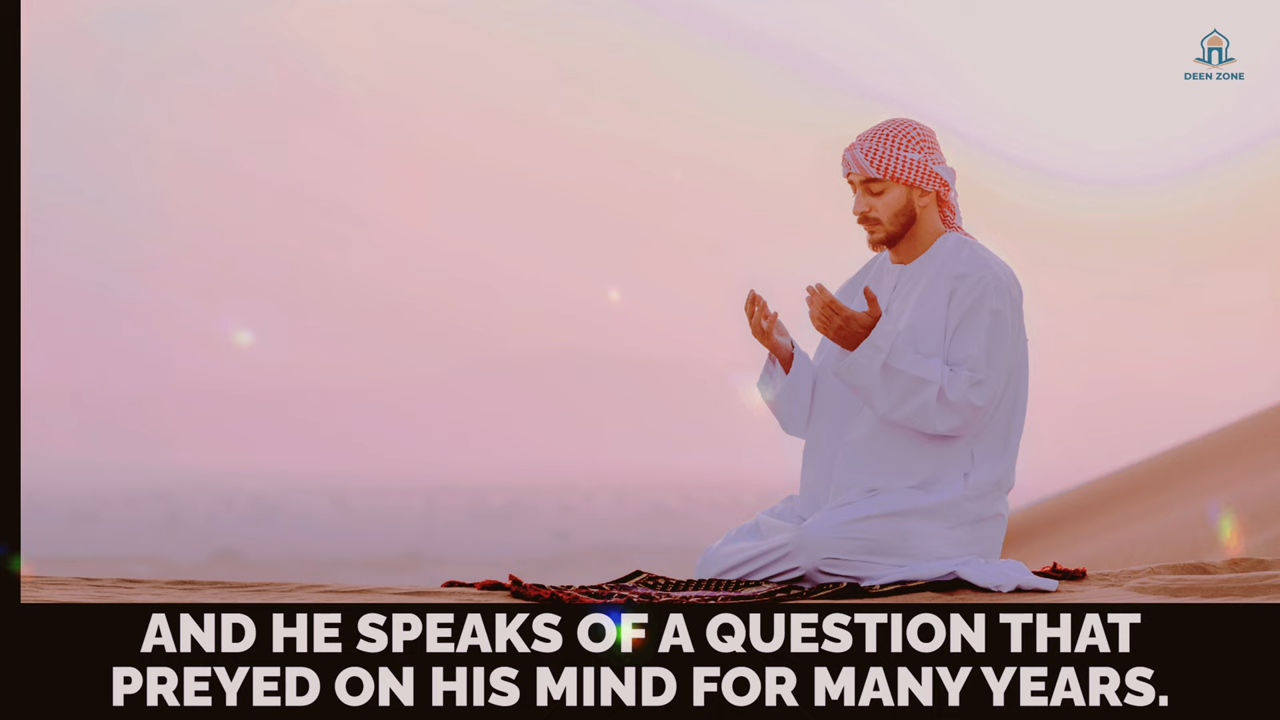 DEEN ZONE
AND HE SPEAKS OF A QUESTION THAT
PREYED ON HIS MIND FOR MANY YEARS.